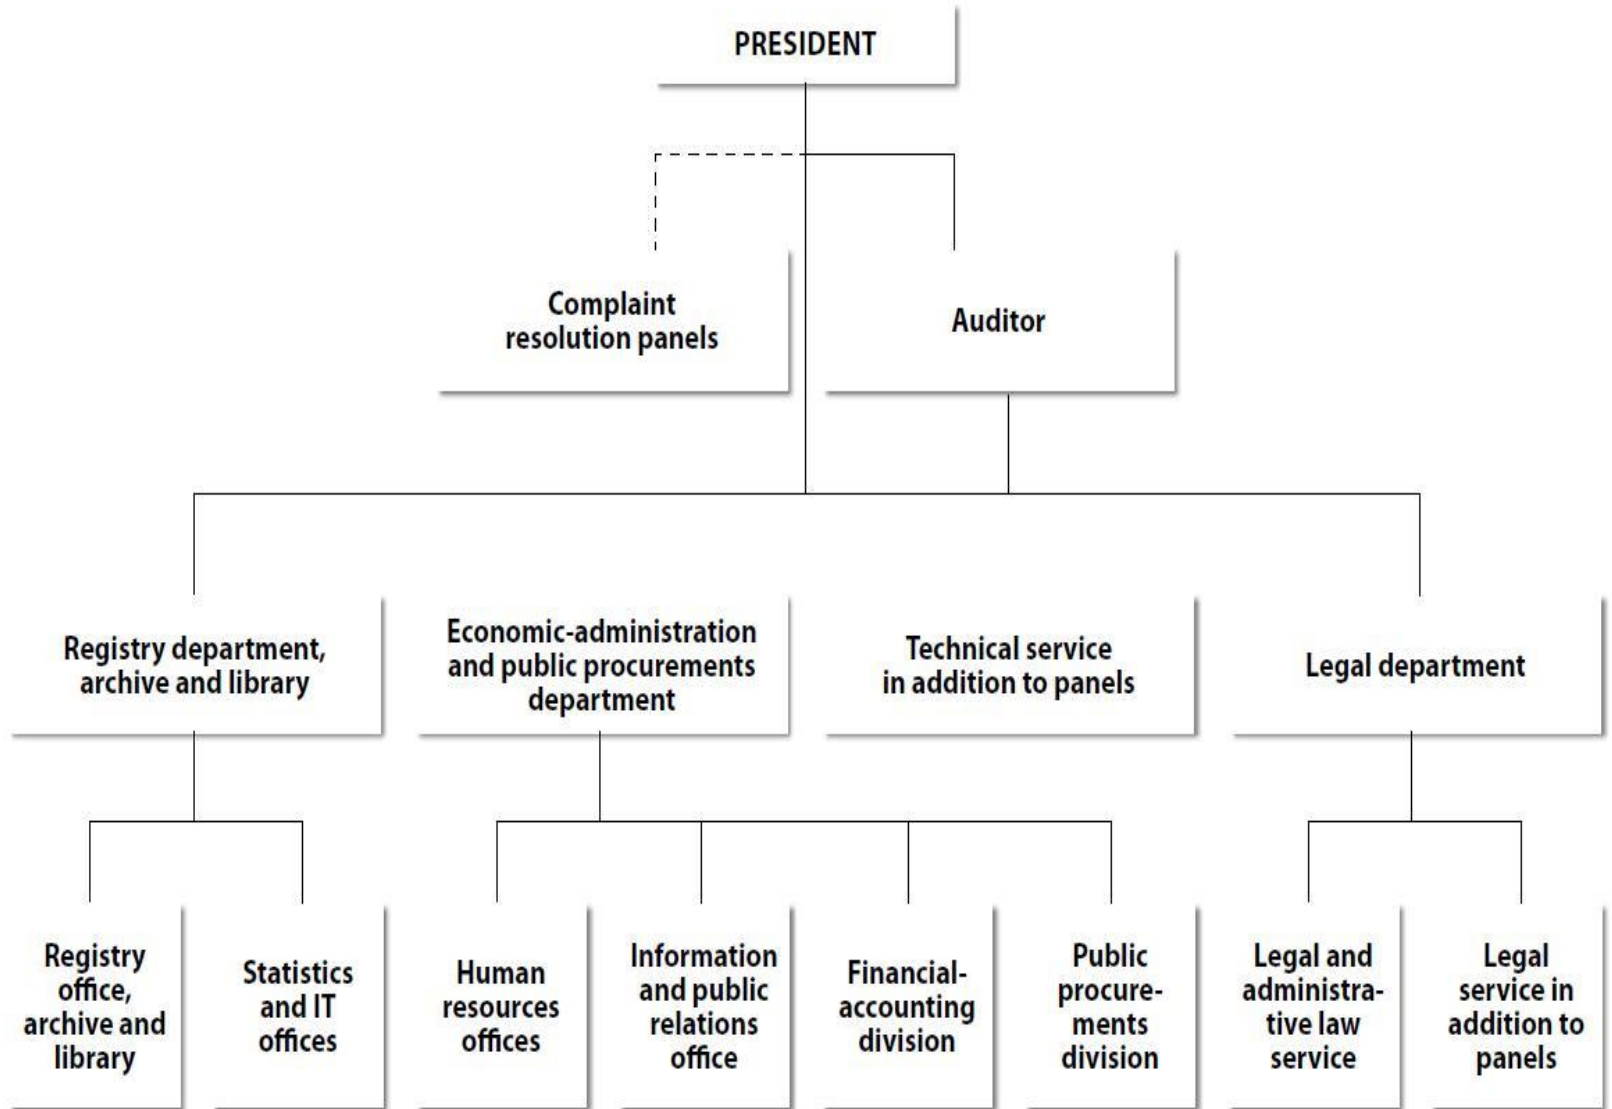 PRESIDENT
Complaint
resolution panels
Auditor
Registry department,
archive and library
Economic-administration
and public procurements
department
Technical service
in addition to panels
Legal department
Registry
office,
archive and
library
Statistics
and IT
offices
Human
resources
offices
Information
and public
relations
office
Financial-
accounting
division
Public
procure-
ments
division
Legal and
administra-
tive law
service
Legal
service in
addition to
panels